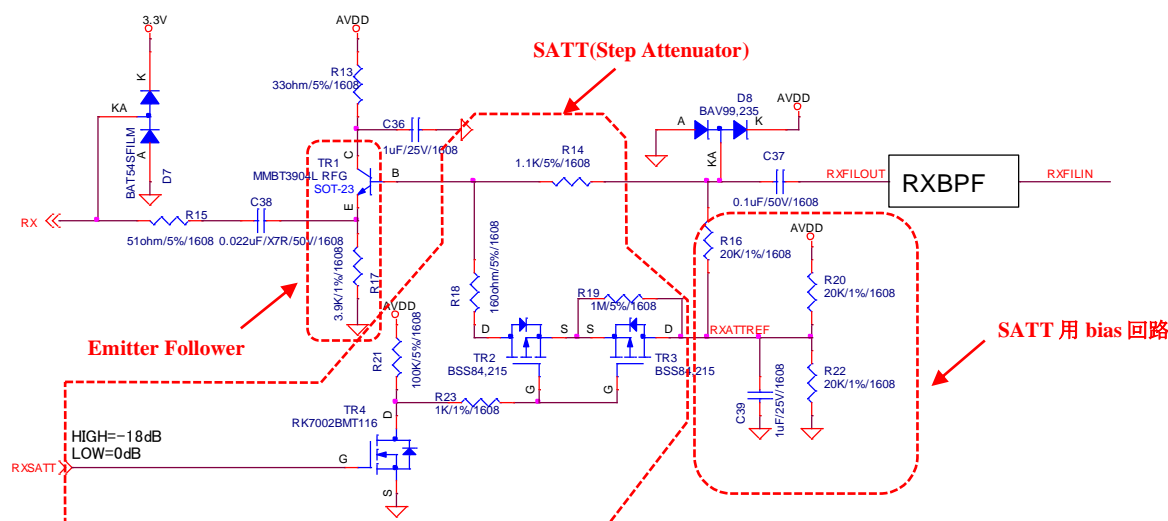 3.3V
AVDD
SATT(Step Attenuator)
R13
33ohm/5%/1608
K
KA
A
BAT54SFILM
D7
C36
1uF/25V/1608
D8
BAV99,235
AVDD
A
K
KA
C
TR1
MMBT3904L RFG
SOT-23
B
E
R14
1.1K/5%/1608
C37
0.1uF/50V/1608
RXFILOUT
RXBPF
RXFILIN
RX
R15
51ohm/5%/1608
C38
0.022uF/X7R/50V/1608
R16
20K/1%/1608
AVDD
R17
3.9K/1%/1608
R18
160ohm/5%/1608
R19
1M/5%/1608
R20
20K/1%/1608
AVDD
D
S
S
D
RXATTREF
Emitter Follower
R21
100K/5%/1608
TR2
BSS84,215
TR3
BSS84,215
G
G
SATT 用 bias 回路
R22
20K/1%/1608
C39
1uF/25V/1608
R23
1K/1%/1608
TR4
RK7002BMT116
D
HIGH=-18dB
LOW=0dB
RXSATT
G
S